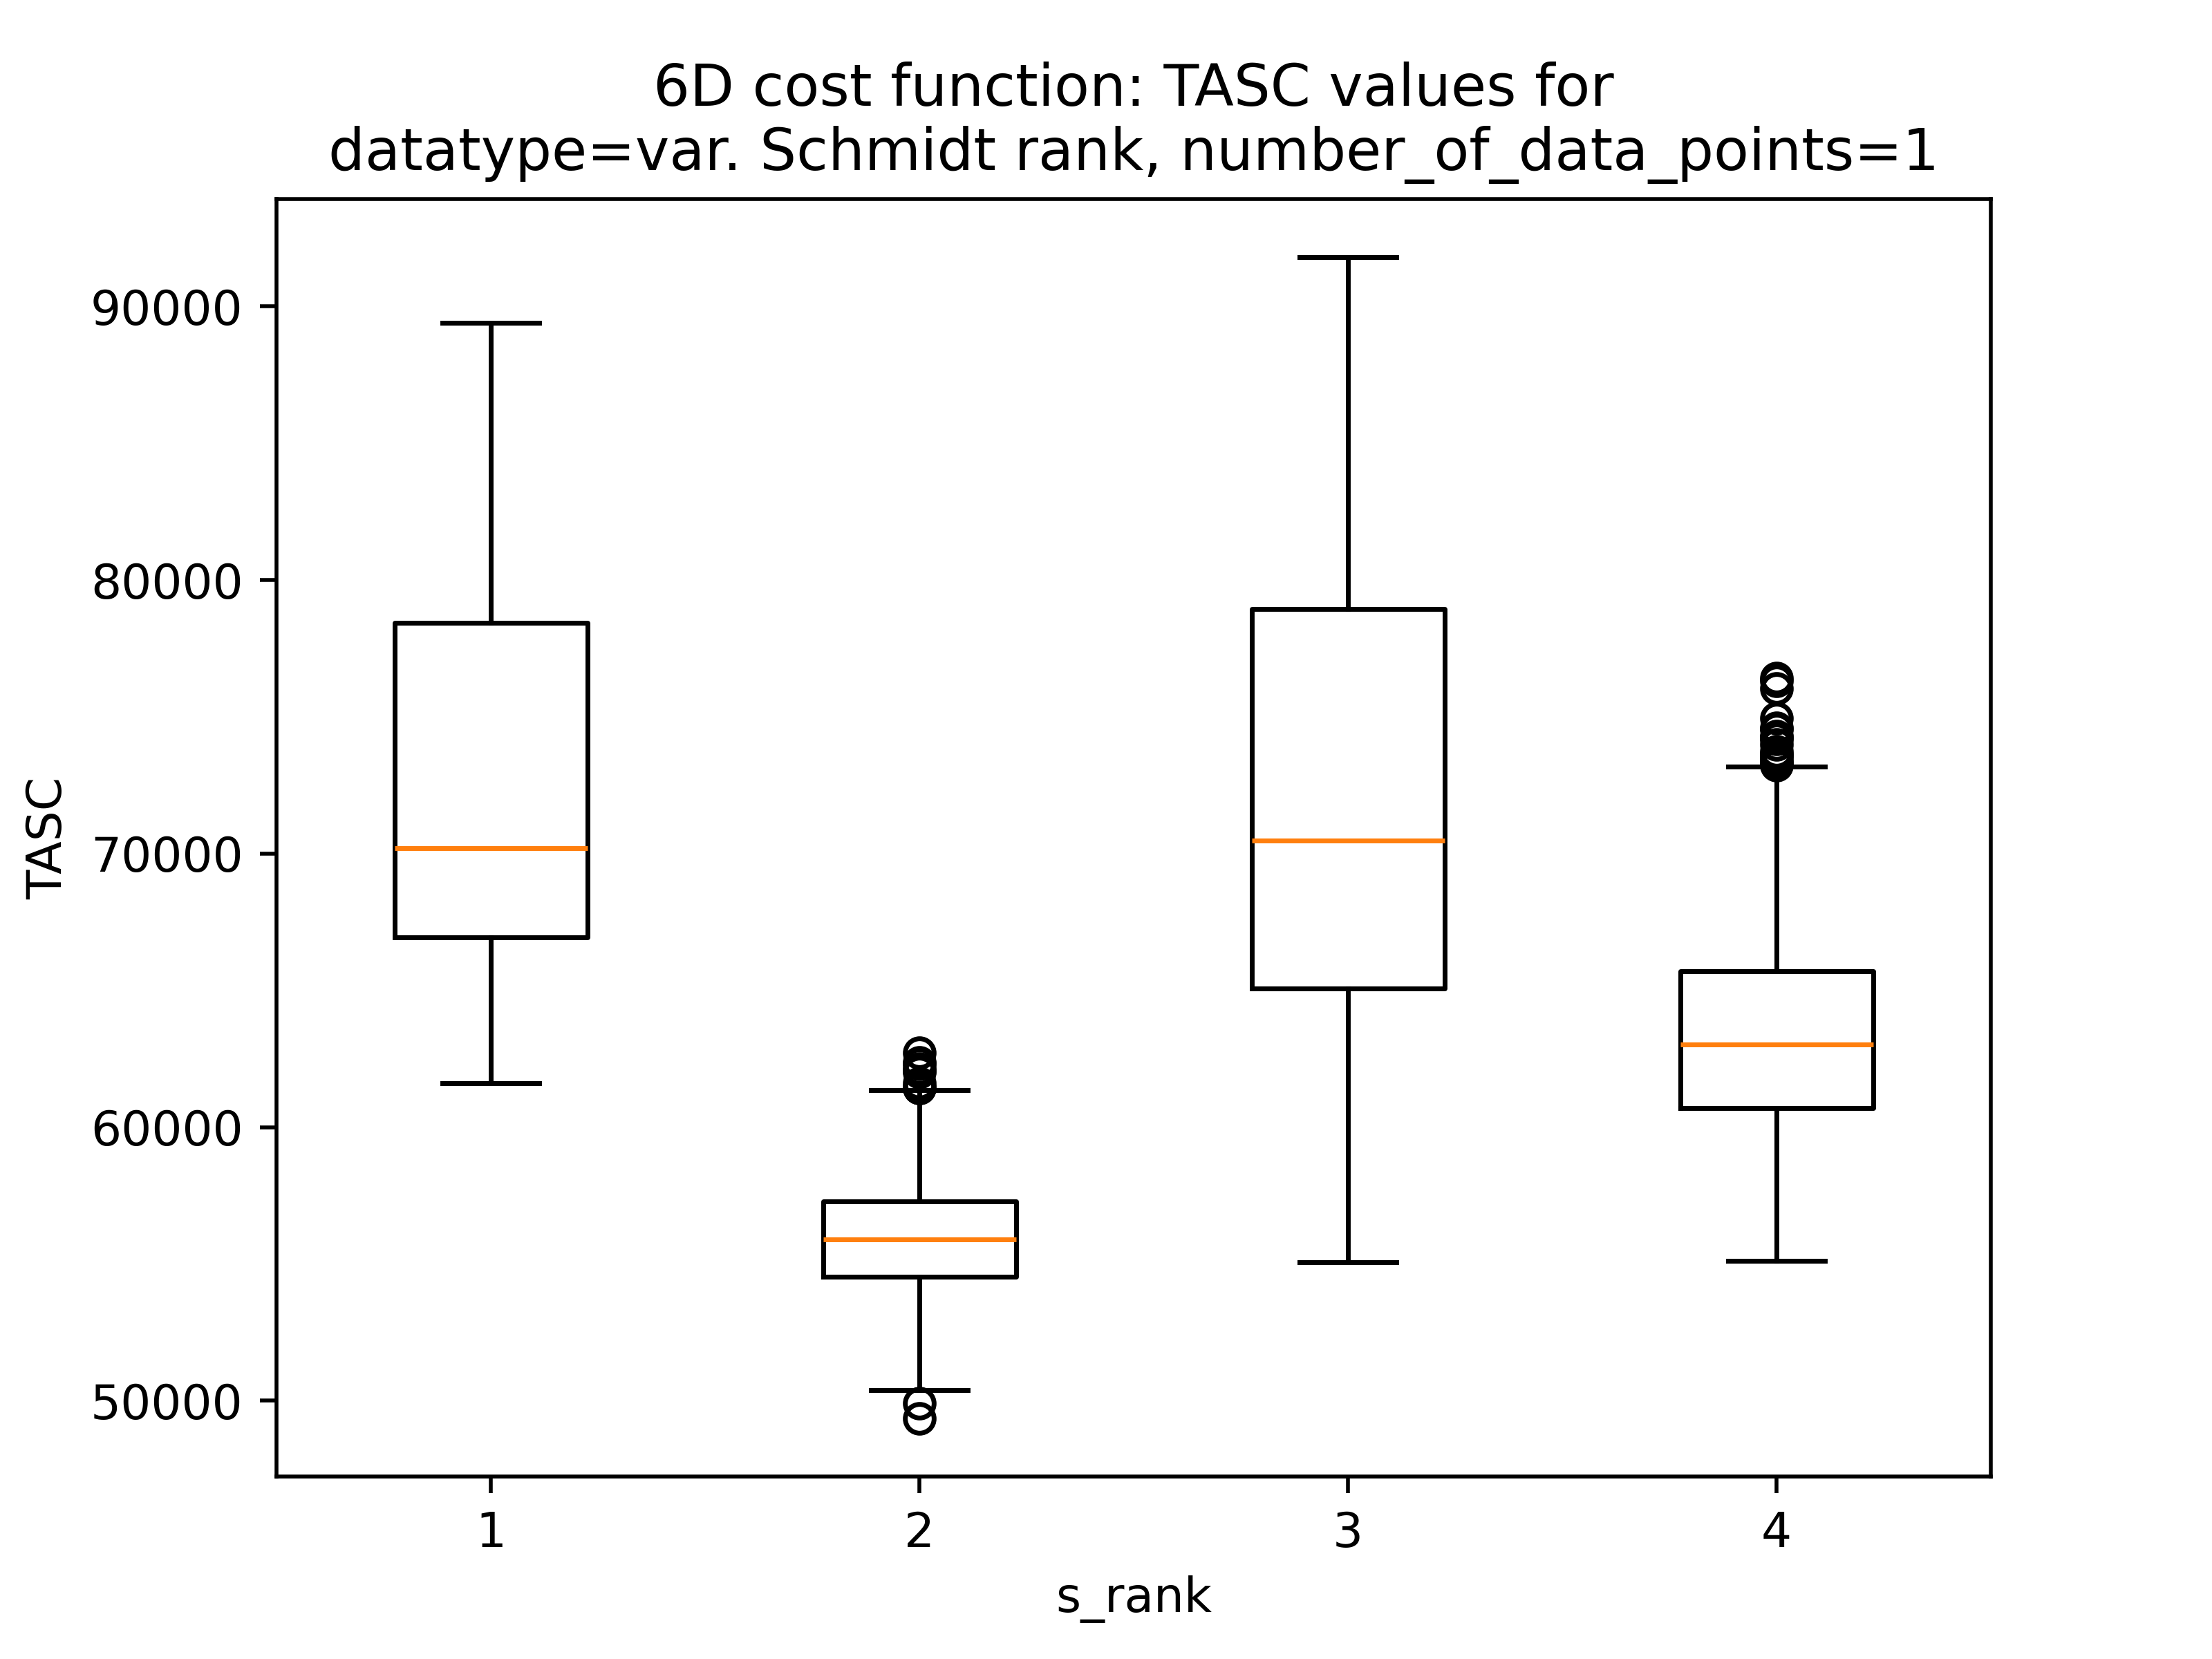 6D cost function: TASC values for
datatype=var. Schmidt rank, number_of_data_points=1
TASC
90000
80000
70000
60000
50000
1 2 3 4
s_rank